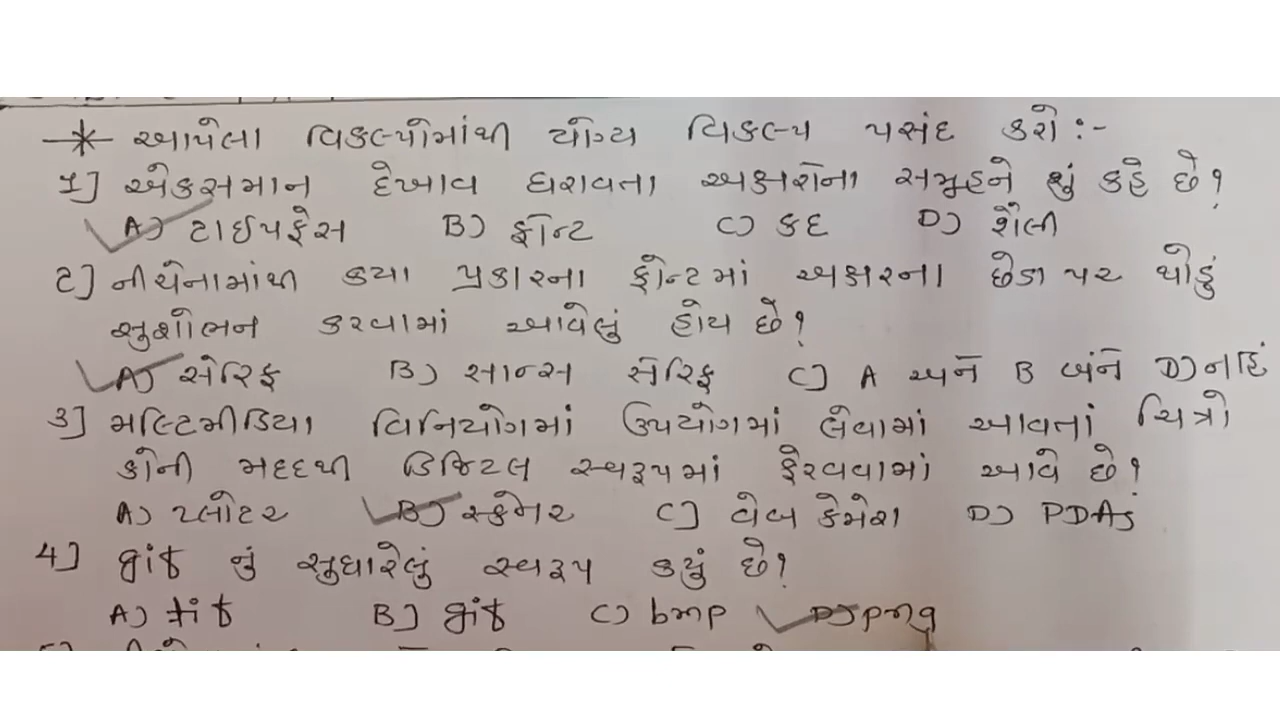 * આપેલા વિકલ્પોમાંથી યોગ્ય વિકલ્પ પસંદ કરો :-
1] એકસમાન દેખાવ ધરાવતા અક્ષરોના સમૂહને શું કહે છે?
A) ટાઈપફેસ B) ફોન્ટ C) કદ D) શૈલી
2] નીચેનામાંથી કયા પ્રકારના ફોન્ટમાં અક્ષરના છેડા પર થોડું
સુશોભન કરવામાં આવેલું હોય છે?
A) સેરિફ B) સાન્સ સેરિફ C) A અને B બંને D) નહિં
3] મલ્ટિમીડિયા વિનિયોગમાં ઉપયોગમાં લેવામાં આવતાં ચિત્રો
કોની મદદથી ડિજિટલ સ્વરૂપમાં ફેરવવામાં આવે છે?
A) પ્લોટર B) સ્કેનર C) વેબ કેમેરા D) PDAs
4] gif નું સુધારેલું સ્વરૂપ કયું છે?
A) tif B) gif C) bmp D) png